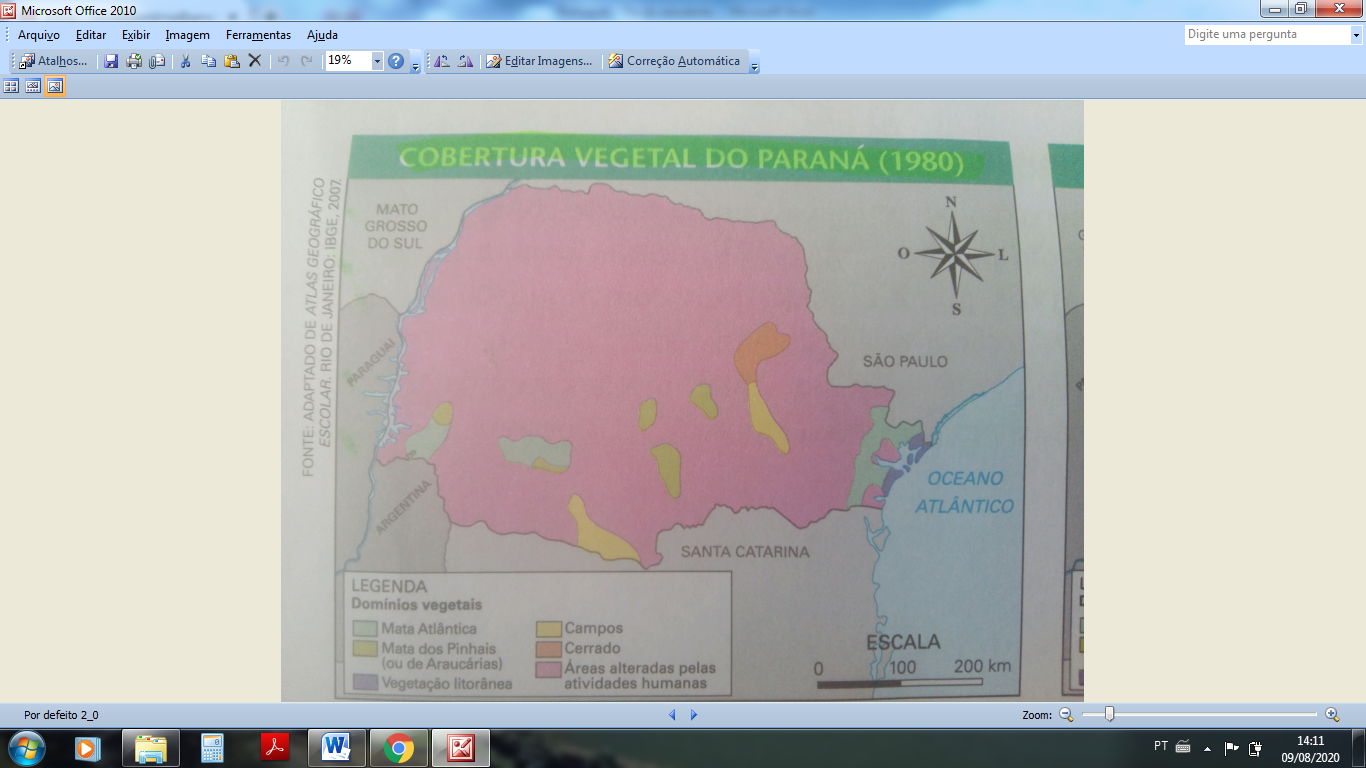 Microsoft Office 2010
Arquivo Editar Exibir Imagem Ferramentas Ajuda
Digite uma pergunta
Atalhos... 19% Editar Imagens... Correção Automática
COBERTURA VEGETAL DO PARANÁ (1980)
FONTE: ADAPTADO DE ATLAS GEOGRÁFICO
ESCOLAR. RIO DE JANEIRO: IBGE, 2007.
MATO
GROSSO
DO SUL
N
O L
S
PARAGUAI
SÃO PAULO
ARGENTINA
OCEANO
ATLÂNTICO
SANTA CATARINA
LEGENDA
Domínios vegetais
Mata Atlântica
Mata dos Pinhais
(ou de Araucárias)
Vegetação litorânea
Campos
Cerrado
Áreas alteradas pelas
atividades humanas
ESCALA
0 100 200 km
Por defeito 2_0
Zoom:
PT
14:11
09/08/2020